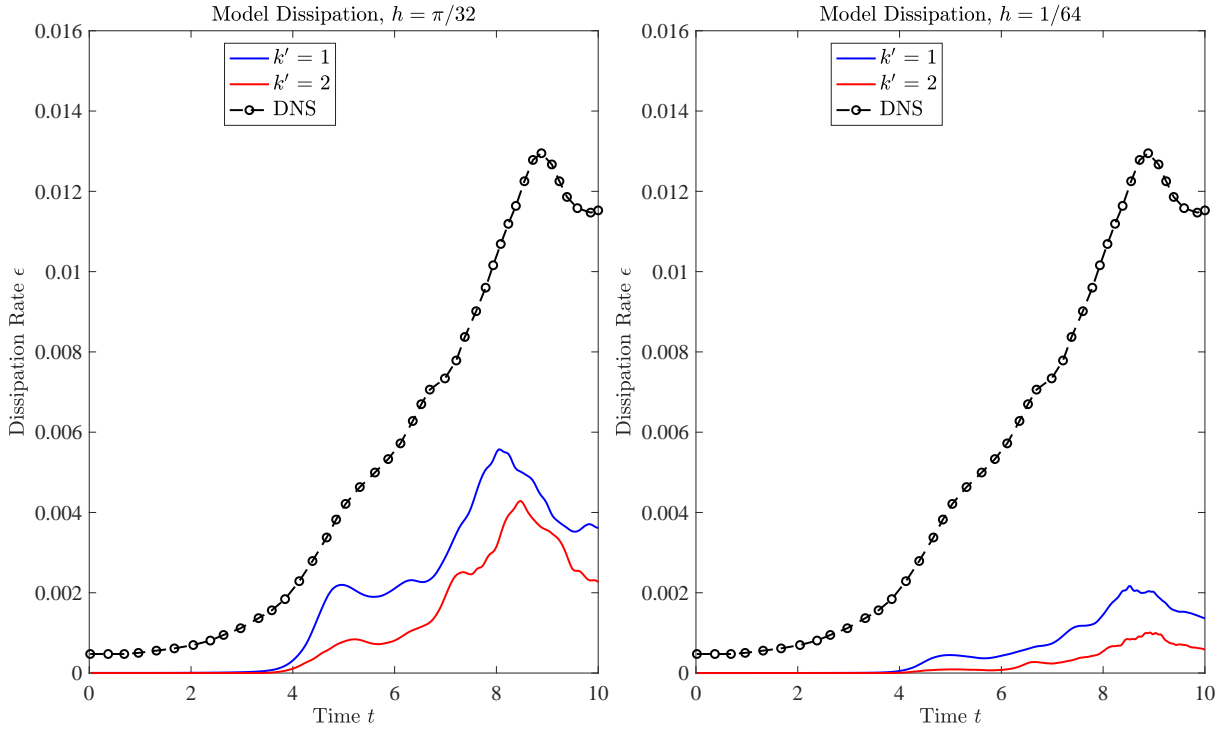 Model Dissipation, h = π/32
0.016
0.014
0.012
0.01
0.008
0.006
0.004
0.002
0
Dissipation Rate ϵ
k′ = 1
k′ = 2
DNS
0 2 4 6 8 10
Time t
Model Dissipation, h = 1/64
0.016
0.014
0.012
0.01
0.008
0.006
0.004
0.002
0
Dissipation Rate ϵ
k′ = 1
k′ = 2
DNS
0 2 4 6 8 10
Time t